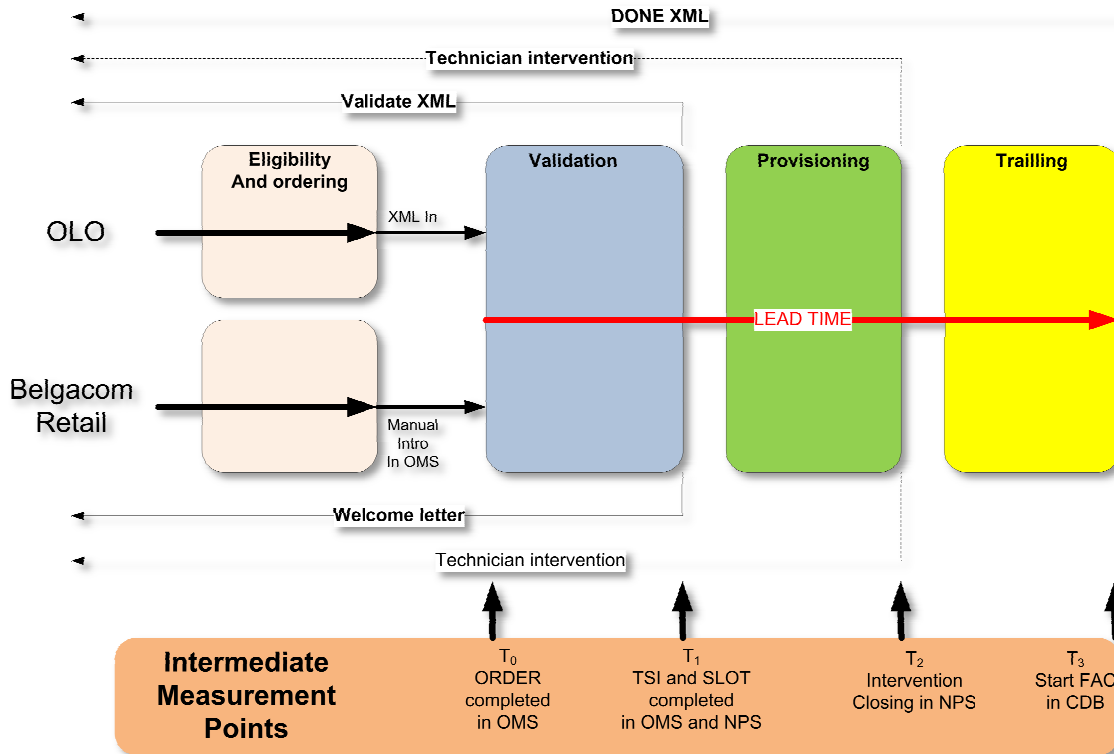 DONE XML
Technician intervention
Validate XML
Eligibility
And ordering
Validation
Provisioning
Trailling
OLO
XML In
LEAD TIME
Belgacom
Retail
Manual
Intro
In OMS
Welcome letter
Technician intervention
Intermediate
Measurement
Points
T0
ORDER
completed
in OMS
T1
TSI and SLOT
completed
in OMS and NPS
T2
Intervention
Closing in NPS
T3
Start FAC
in CDB